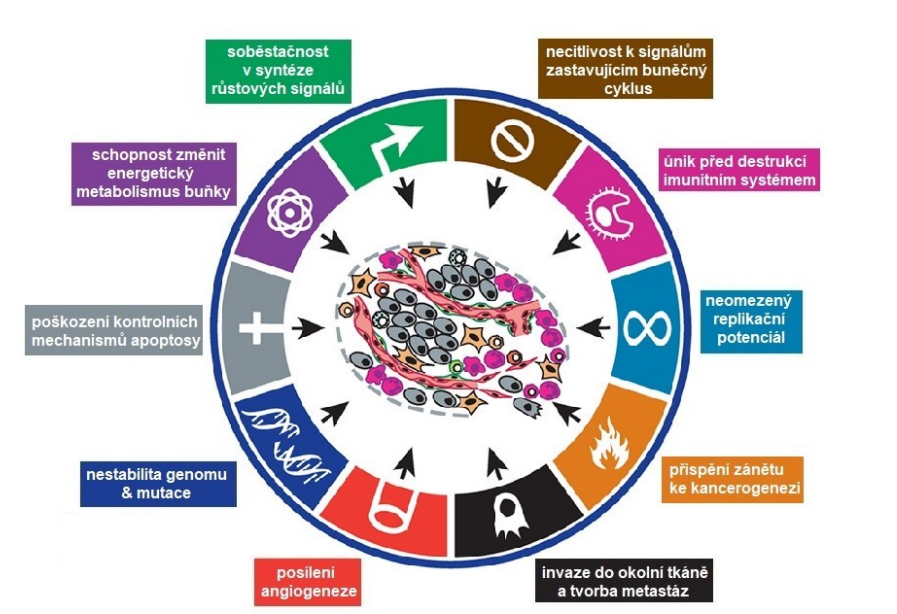 soběstačnost
v syntéze
růstových signálů
necitlivost k signálům
zastavujícím buněčný
cyklus
schopnost změnit
energetický
metabolismus buňky
únik před destrukcí
imunitním systémem
poškození kontrolních
mechanismů apoptosy
neomezený
replikační
potenciál
nestabilita genomu
& mutace
přispění zánětu
ke kancerogenezi
posílení
angiogeneze
invaze do okolní tkáně
a tvorba metastáz